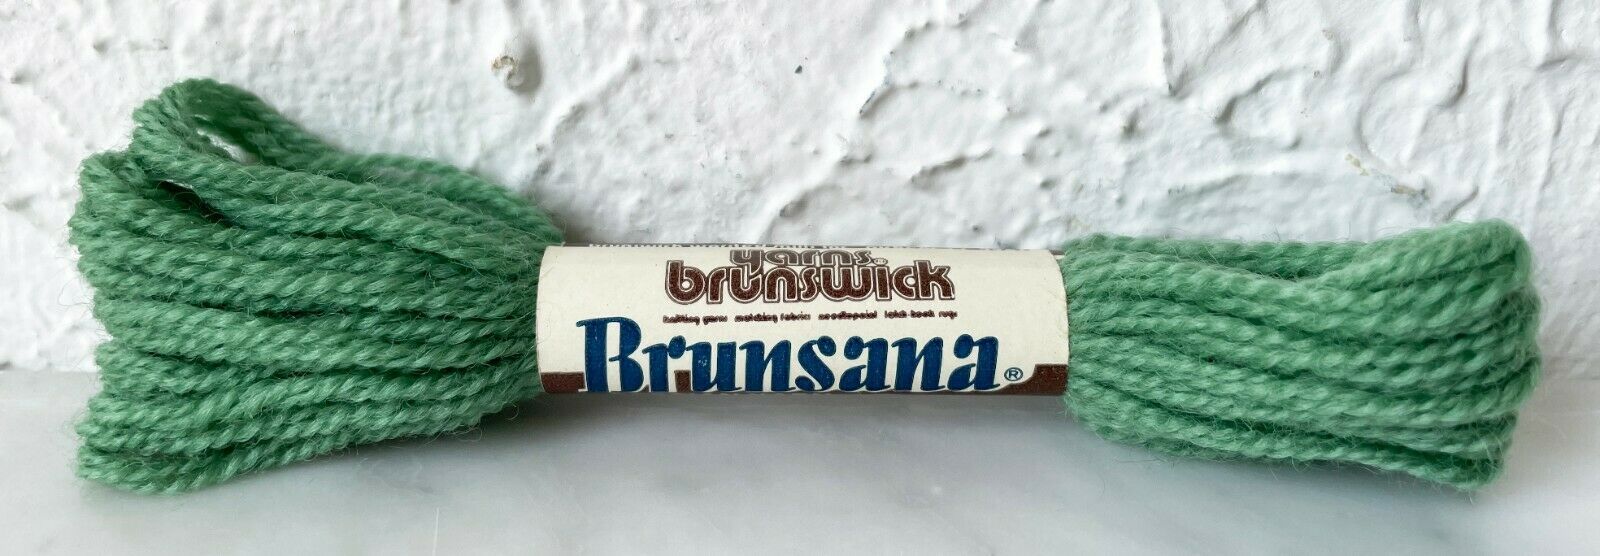 yarns
brunswick
knitting yarns matching fabrics needlepoint latch hook rugs
Brunsana®